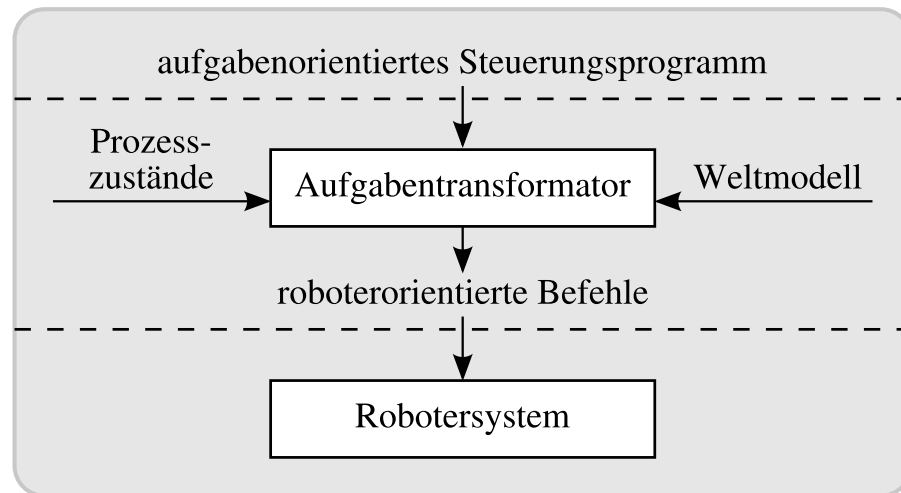 aufgabenorientiertes Steuerungsprogramm
Prozess-
zustände
Aufgabentransformator
Weltmodell
roboterorientierte Befehle
Robotersystem